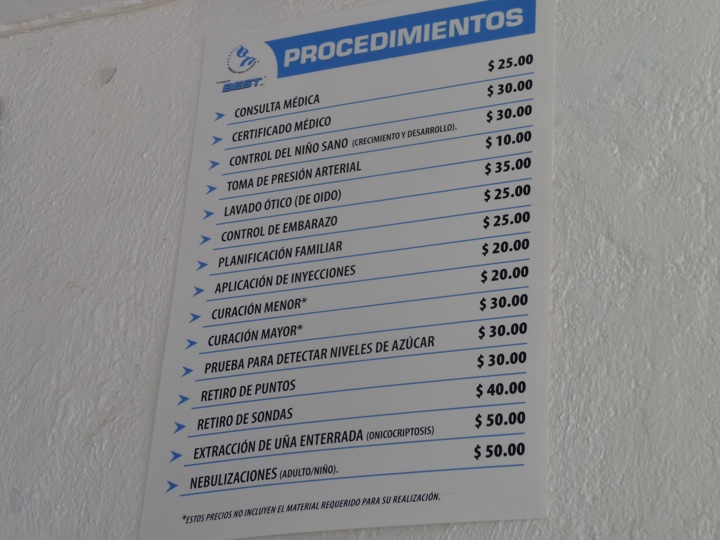 PROCEDIMIENTOS
BEST
CONSULTA MÉDICA $ 25.00
CERTIFICADO MÉDICO $ 30.00
CONTROL DEL NIÑO SANO (CRECIMIENTO Y DESARROLLO). $ 30.00
TOMA DE PRESIÓN ARTERIAL $ 10.00
LAVADO ÓTICO (DE OIDO) $ 35.00
CONTROL DE EMBARAZO $ 25.00
PLANIFICACIÓN FAMILIAR $ 25.00
APLICACIÓN DE INYECCIONES $ 20.00
CURACIÓN MENOR* $ 20.00
CURACIÓN MAYOR* $ 30.00
PRUEBA PARA DETECTAR NIVELES DE AZÚCAR $ 30.00
RETIRO DE PUNTOS $ 30.00
RETIRO DE SONDAS $ 40.00
EXTRACCIÓN DE UÑA ENTERRADA (ONICOCRIPTOSIS) $ 50.00
NEBULIZACIONES (ADULTO/NIÑO). $ 50.00
*ESTOS PRECIOS NO INCLUYEN EL MATERIAL REQUERIDO PARA SU REALIZACIÓN.